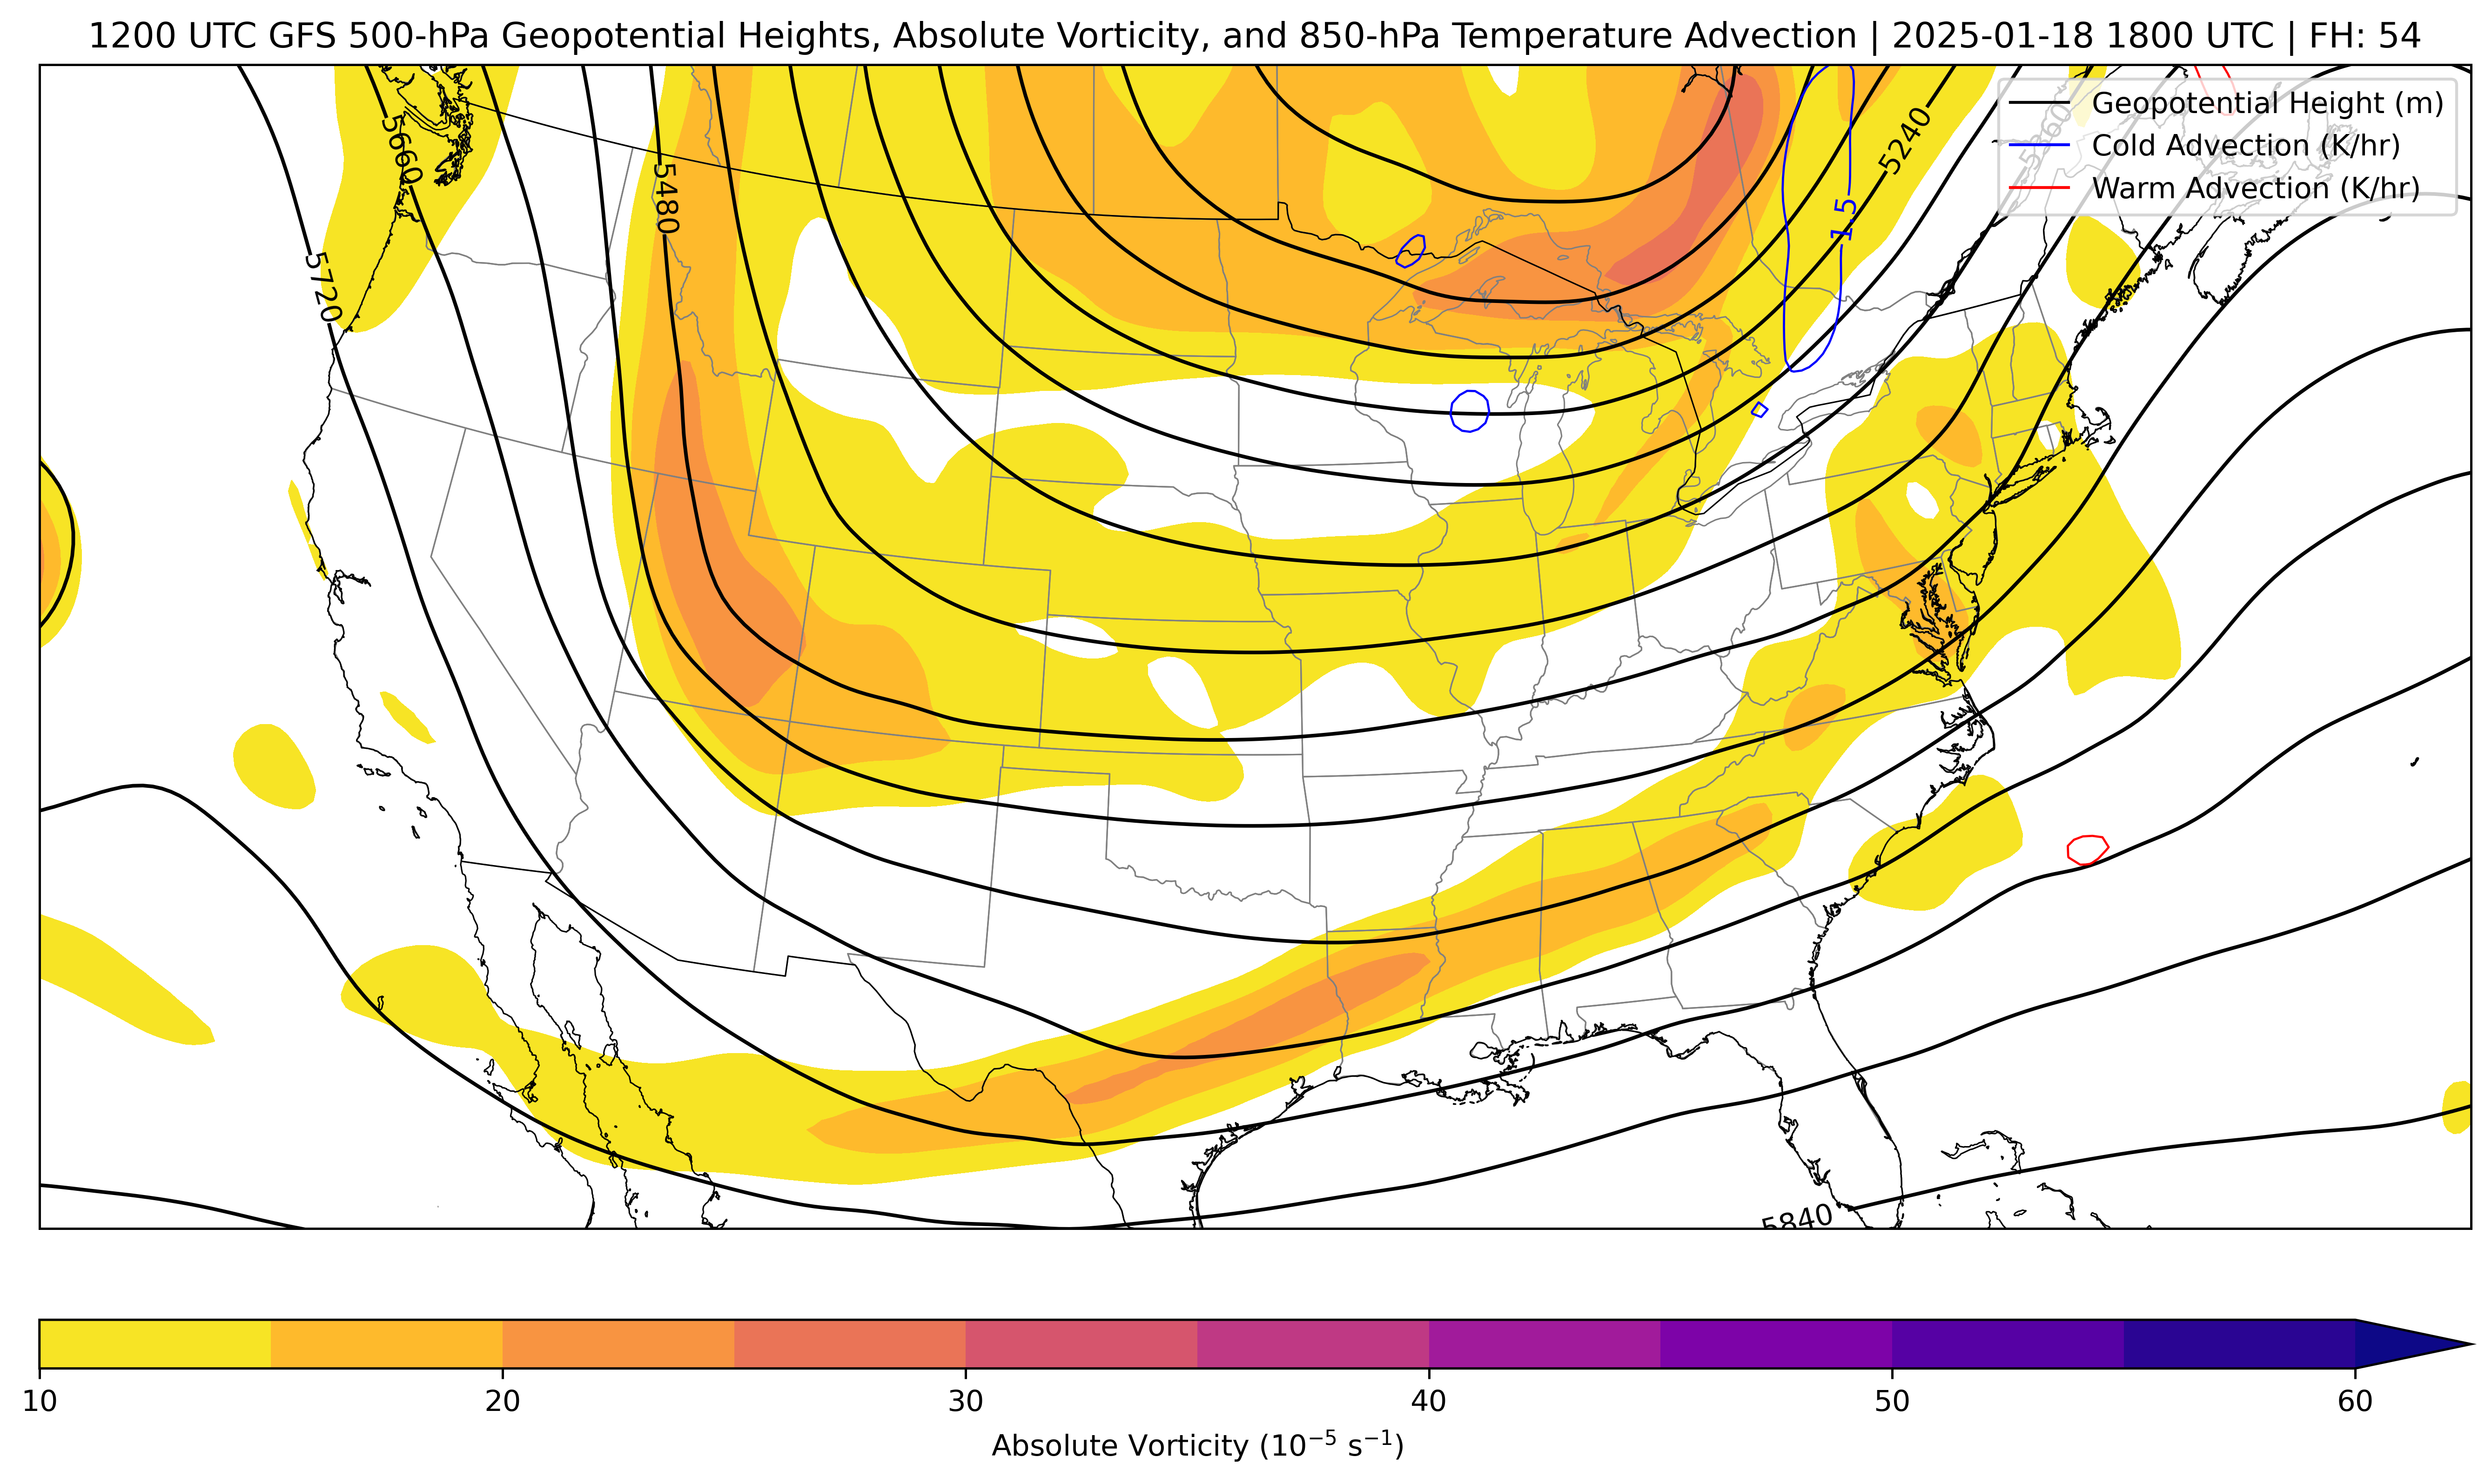 1200 UTC GFS 500-hPa Geopotential Heights, Absolute Vorticity, and 850-hPa Temperature Advection | 2025-01-18 1800 UTC | FH: 54
Geopotential Height (m)
Cold Advection (K/hr)
Warm Advection (K/hr)
5660
5480
5240
5360
5720
-1.5
5840
10 20 30 40 50 60
Absolute Vorticity (10⁻⁵ s⁻¹)